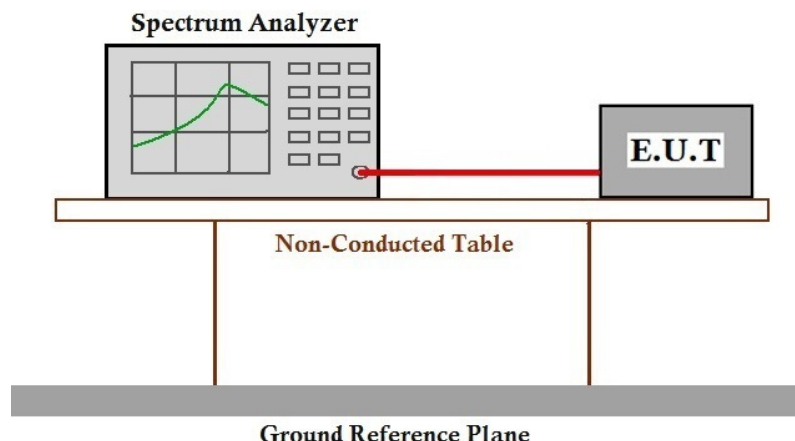 Spectrum Analyzer
E.U.T
Non-Conducted Table
Ground Reference Plane